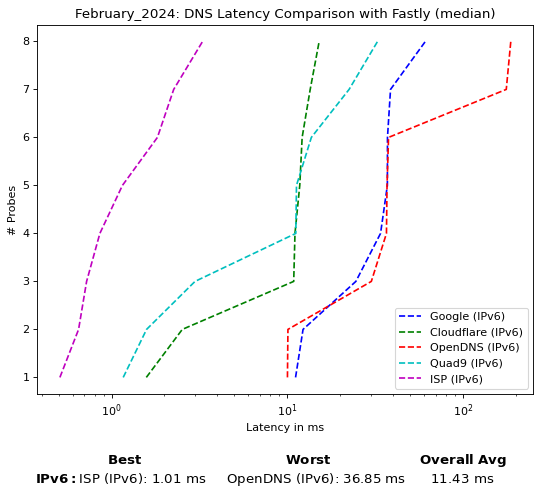 February_2024: DNS Latency Comparison with Fastly (median)
8
7
6
5
4
3
2
1
# Probes
Google (IPv6)
Cloudflare (IPv6)
OpenDNS (IPv6)
Quad9 (IPv6)
ISP (IPv6)
10⁰ 10¹ 10²
Latency in ms
Best Worst Overall Avg
IPv6: ISP (IPv6): 1.01 ms OpenDNS (IPv6): 36.85 ms 11.43 ms